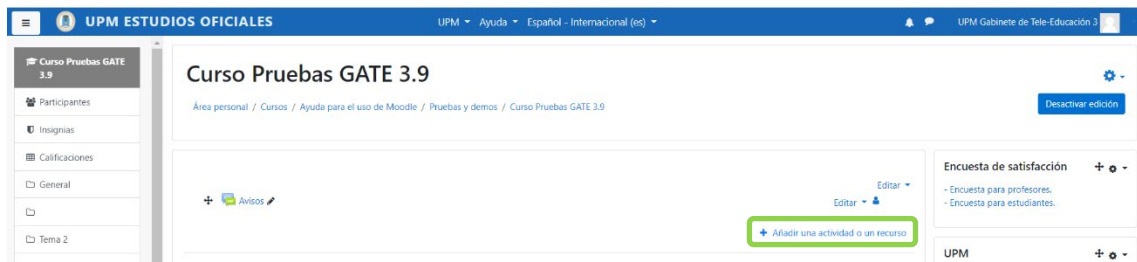 UPM ESTUDIOS OFICIALES
UPM Ayuda Español - Internacional (es)
UPM Gabinete de Tele-Educación 3
Curso Pruebas GATE
3.9
Participantes
Insignias
Calificaciones
General
Tema 2
Curso Pruebas GATE 3.9
Área personal / Cursos / Ayuda para el uso de Moodle / Pruebas y demos / Curso Pruebas GATE 3.9
Desactivar edición
Editar
Avisos
Editar
+ Añadir una actividad o un recurso
Encuesta de satisfacción
- Encuesta para profesores.
- Encuesta para estudiantes.
UPM